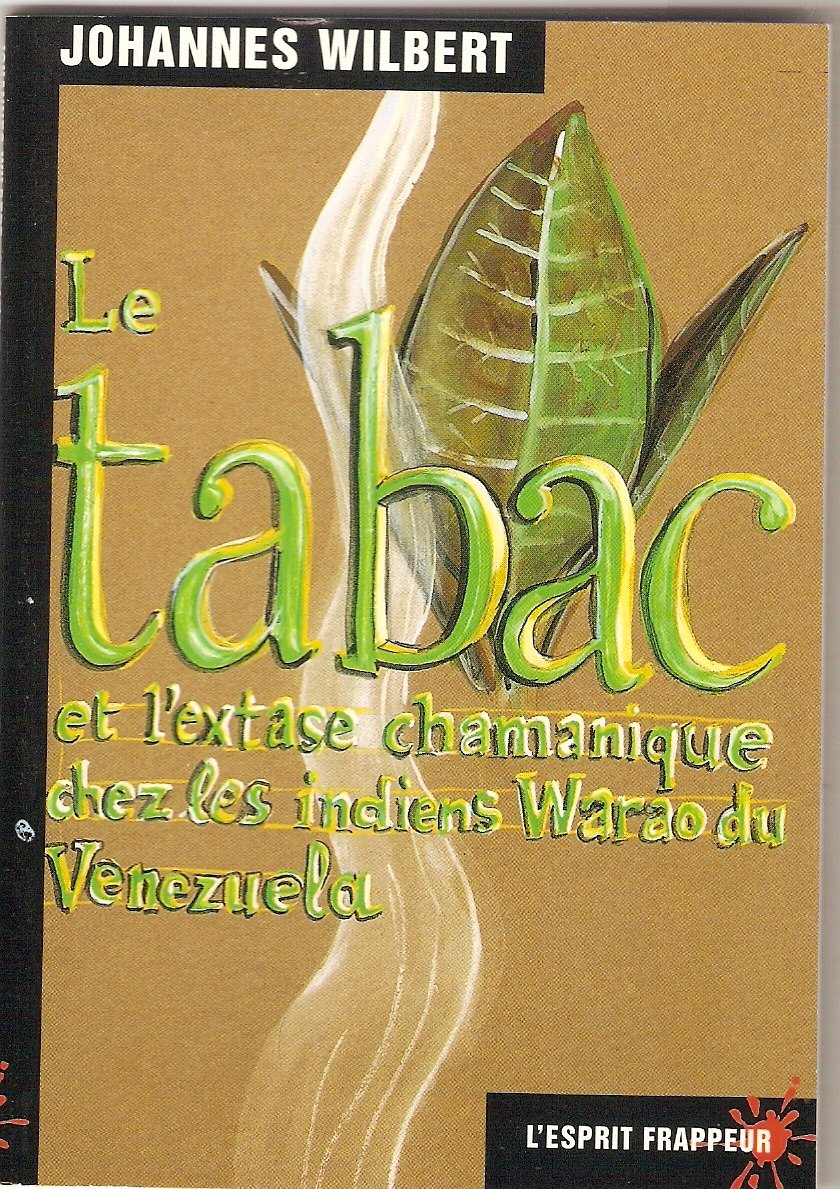 JOHANNES WILBERT
Le
tabac
et l'extase chamanique
chez les indiens Warao du
Venezuela
L'ESPRIT FRAPPEUR